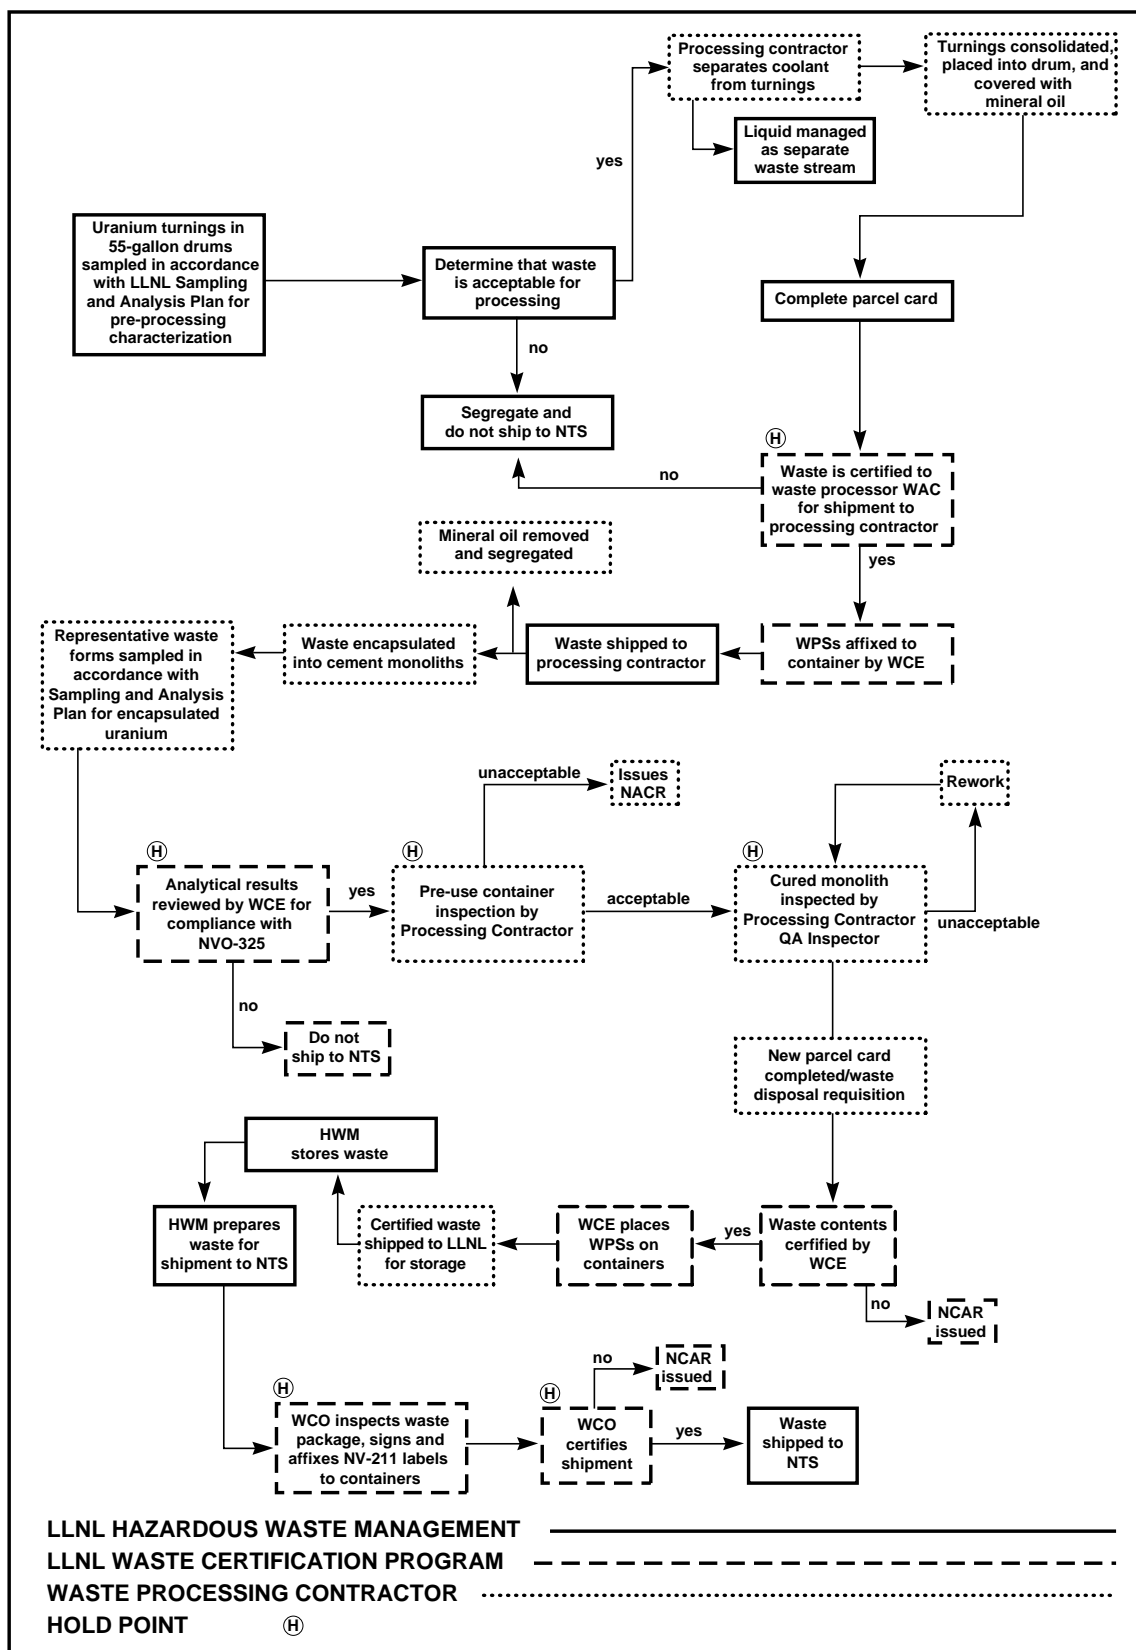 Processing contractor
separates coolant
from turnings
Turnings consolidated,
placed into drum, and
covered with
mineral oil
Liquid managed
as separate
waste stream
yes
Uranium turnings in
55-gallon drums
sampled in accordance
with LLNL Sampling
and Analysis Plan for
pre-processing
characterization
Determine that waste
is acceptable for
processing
Complete parcel card
no
Segregate and
do not ship to NTS
H
no
Waste is certified to
waste processor WAC
for shipment to
processing contractor
Mineral oil removed
and segregated
yes
Representative waste
forms sampled in
accordance with
Sampling and Analysis
Plan for encapsulated
uranium
Waste encapsulated
into cement monoliths
Waste shipped to
processing contractor
WPSs affixed to
container by WCE
unacceptable
Issues
NACR
Rework
H
H
H
Analytical results
reviewed by WCE for
compliance with
NVO-325
yes
Pre-use container
inspection by
Processing Contractor
acceptable
Cured monolith
inspected by
Processing Contractor
QA Inspector
unacceptable
no
Do not
ship to NTS
New parcel card
completed/waste
disposal requisition
HWM
stores waste
HWM prepares
waste for
shipment to NTS
Certified waste
shipped to LLNL
for storage
WCE places
WPSs on
containers
yes
Waste contents
cerfified by
WCE
no
NCAR
issued
no
NCAR
issued
H
H
WCO inspects waste
package, signs and
affixes NV-211 labels
to containers
WCO
certifies
shipment
yes
Waste
shipped to
NTS
LLNL HAZARDOUS WASTE MANAGEMENT
LLNL WASTE CERTIFICATION PROGRAM
WASTE PROCESSING CONTRACTOR
HOLD POINT H